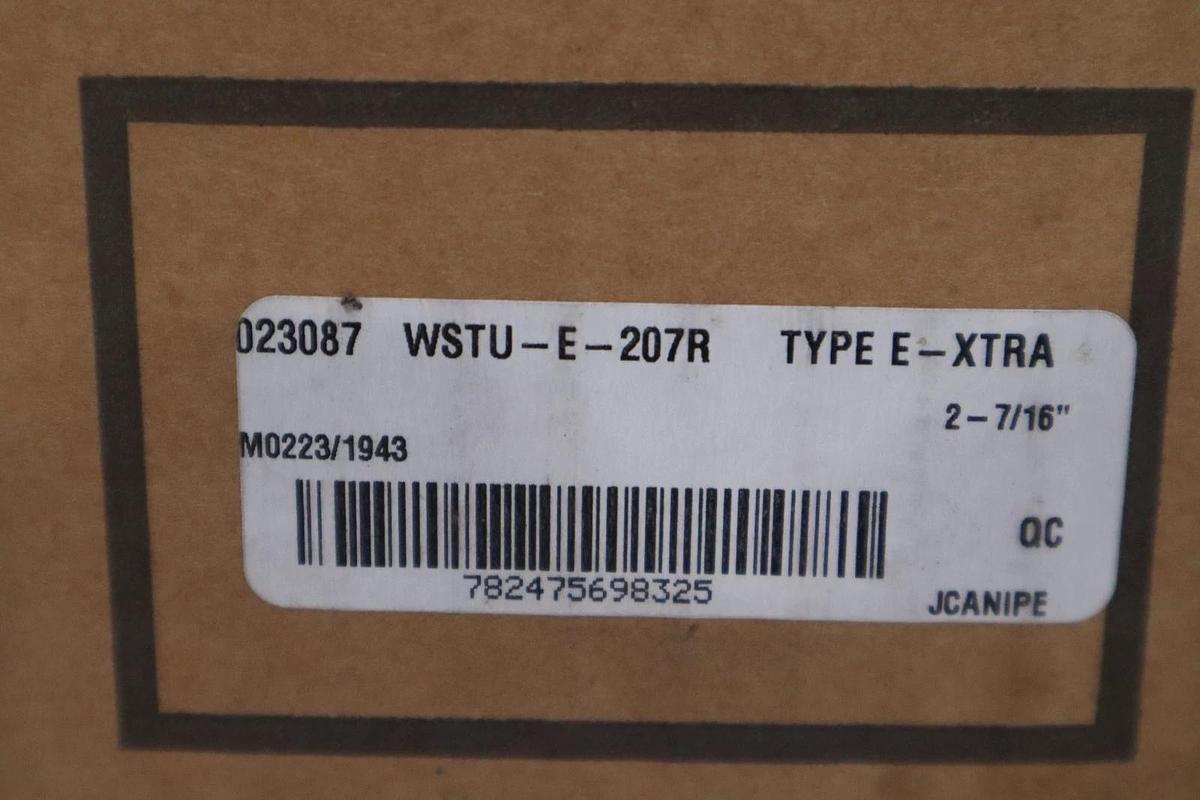 023087 WSTU-E-207R TYPE E-XTRA
2-7/16"
M0223/1943
782475698325
QC
JCANIPE